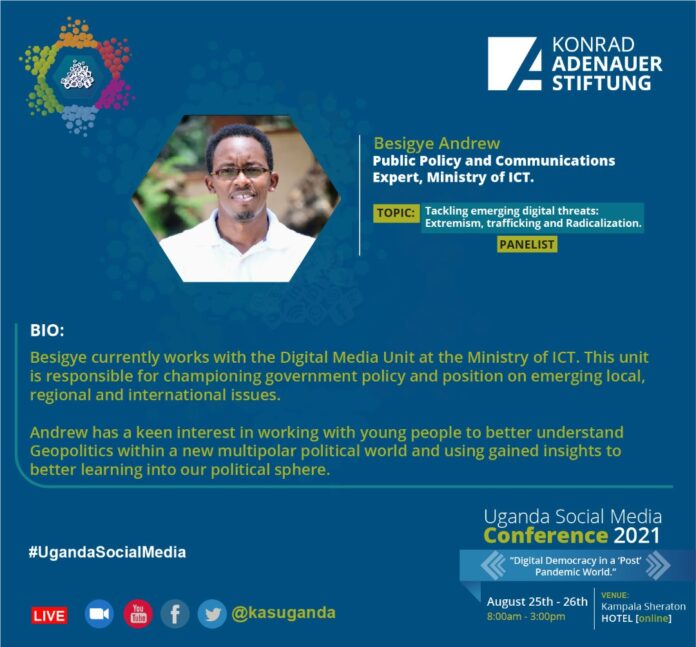 KONRAD
ADENAUER
STIFTUNG
Besigye Andrew
Public Policy and Communications
Expert, Ministry of ICT.
TOPIC: Tackling emerging digital threats:
Extremism, trafficking and Radicalization.
PANELIST
BIO:
Besigye currently works with the Digital Media Unit at the Ministry of ICT. This unit
is responsible for championing government policy and position on emerging local,
regional and international issues.
Andrew has a keen interest in working with young people to better understand
Geopolitics within a new multipolar political world and using gained insights to
better learning into our political sphere.
#UgandaSocialMedia
LIVE
You
Tube
@kasuganda
Uganda Social Media
Conference 2021
“Digital Democracy in a ‘Post’
Pandemic World.”
August 25th - 26th
8:00am - 3:00pm
VENUE:
Kampala Sheraton
HOTEL [online]